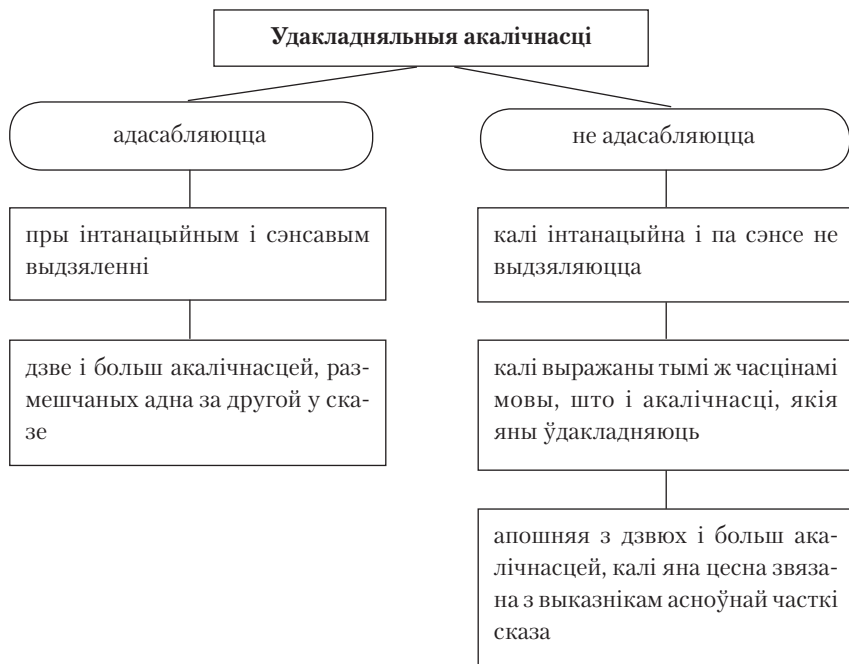 Удакладняльныя акалічнасці
адасабляюцца
не адасабляюцца
пры інтанацыйным і сэнсавым
выдзяленні
калі інтанацыйна і па сэнсе не
выдзяляюцца
дзве і больш акалічнасцей, раз-
мешчаных адна за другой у ска-
зе
калі выражаны тымі ж часцінамі
мовы, што і акалічнасці, якія
яны ўдакладняюць
апошняя з дзвюх і больш ака-
лічнасцей, калі яна цесна звяза-
на з выказнікам асноўнай часткі
сказа